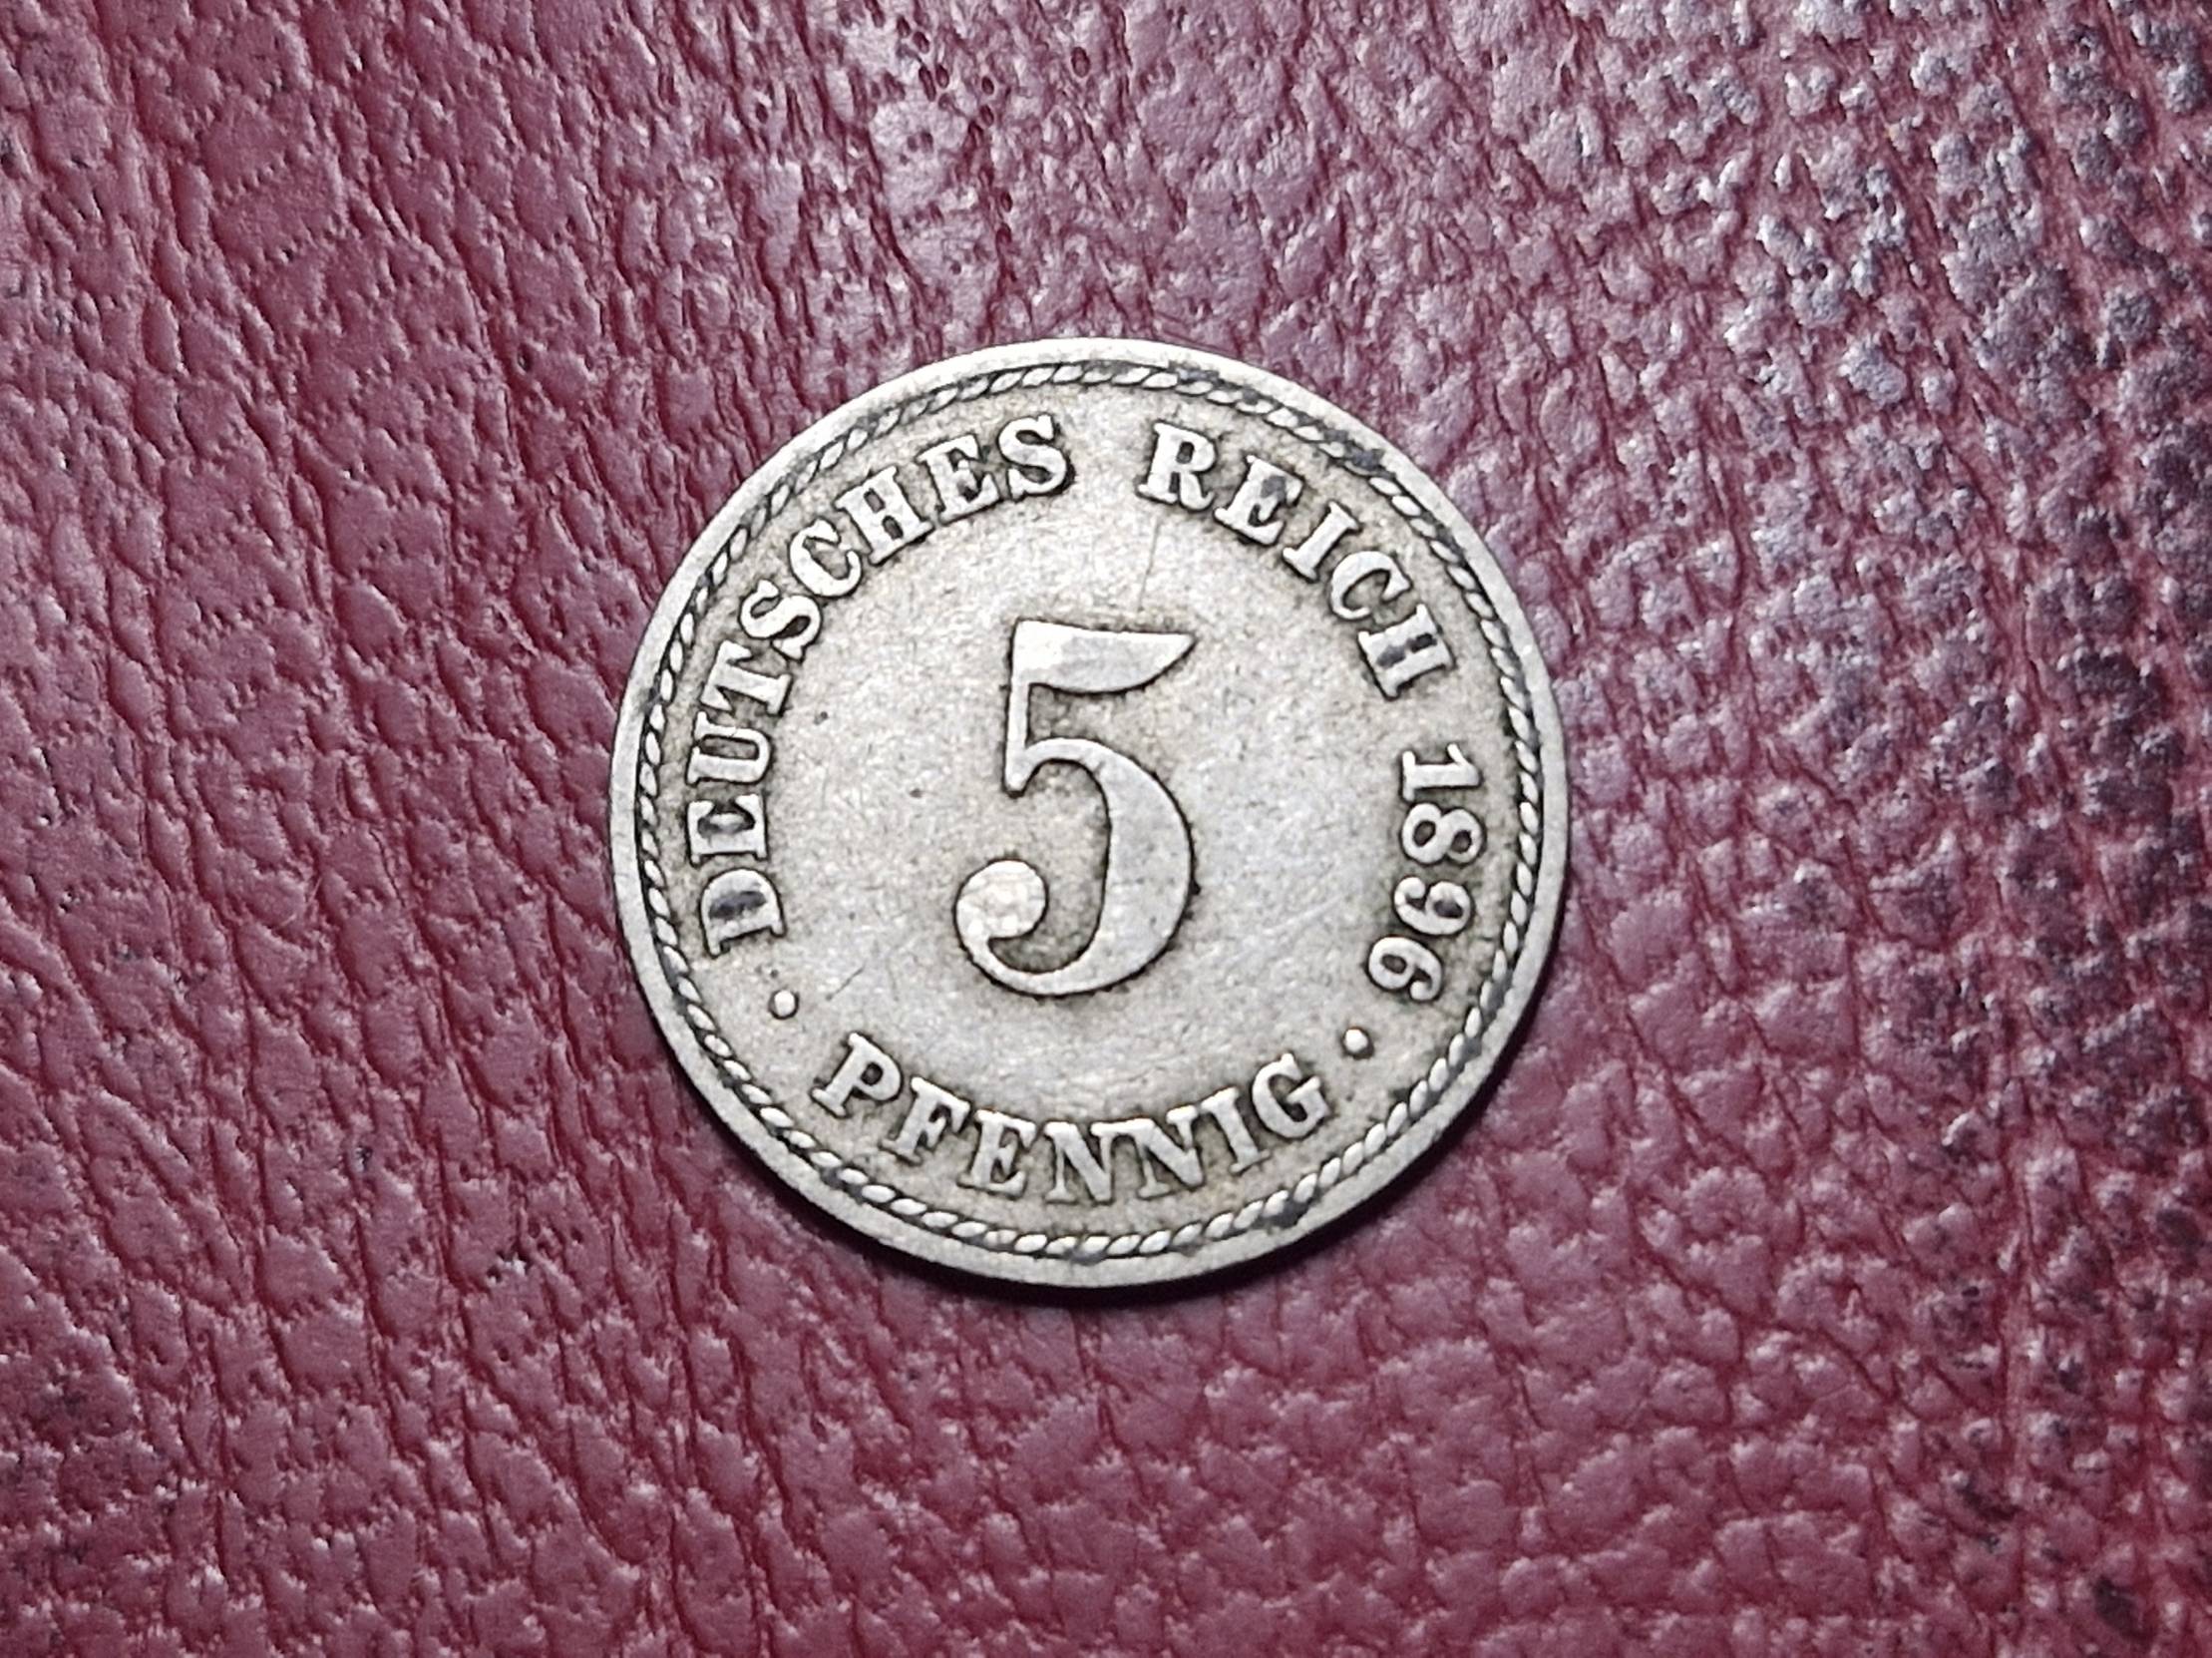 DEUTSCHES REICH 1896
5
· PFENNIG ·